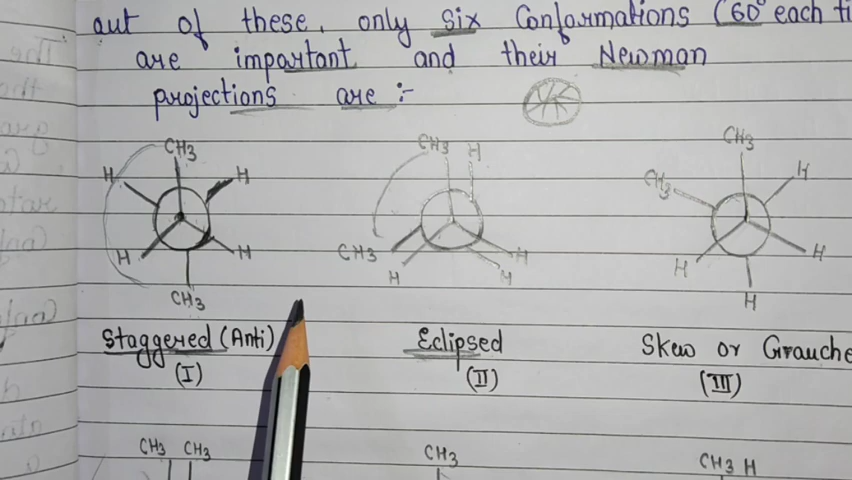 out of these, only six Conformations (60° each ti
are important and their Newman
projections are :-
CH3 CH3 H CH3
H H CH3 H
H H CH3 H H H
CH3 H H H
Staggered (Anti) Eclipsed Skew or Grauche
(I) (II) (III)
CH3 CH3 CH3 CH3 H